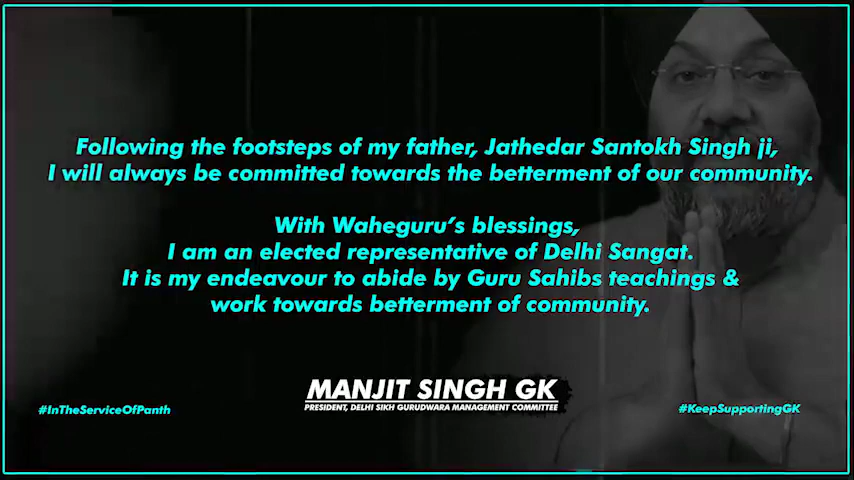 Following the footsteps of my father, Jathedar Santokh Singh ji,
I will always be committed towards the betterment of our community.
With Waheguru's blessings,
I am an elected representative of Delhi Sangat.
It is my endeavour to abide by Guru Sahibs teachings &
work towards betterment of community.
MANJIT SINGH GK
PRESIDENT, DELHI SIKH GURUDWARA MANAGEMENT COMMITTEE
#InTheServiceOfPanth
#KeepSupportingGK